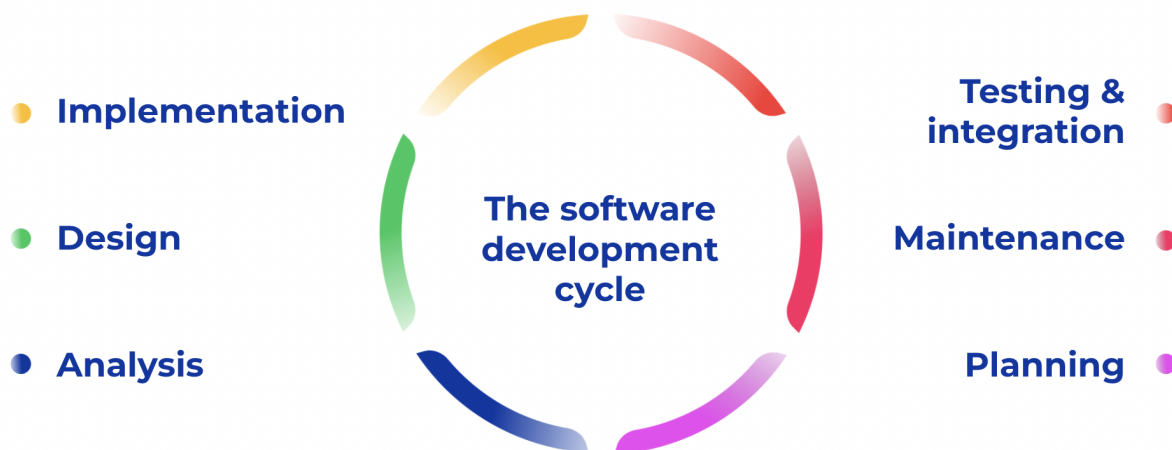 Implementation
Design
Analysis
The software
development
cycle
Testing &
integration
Maintenance
Planning